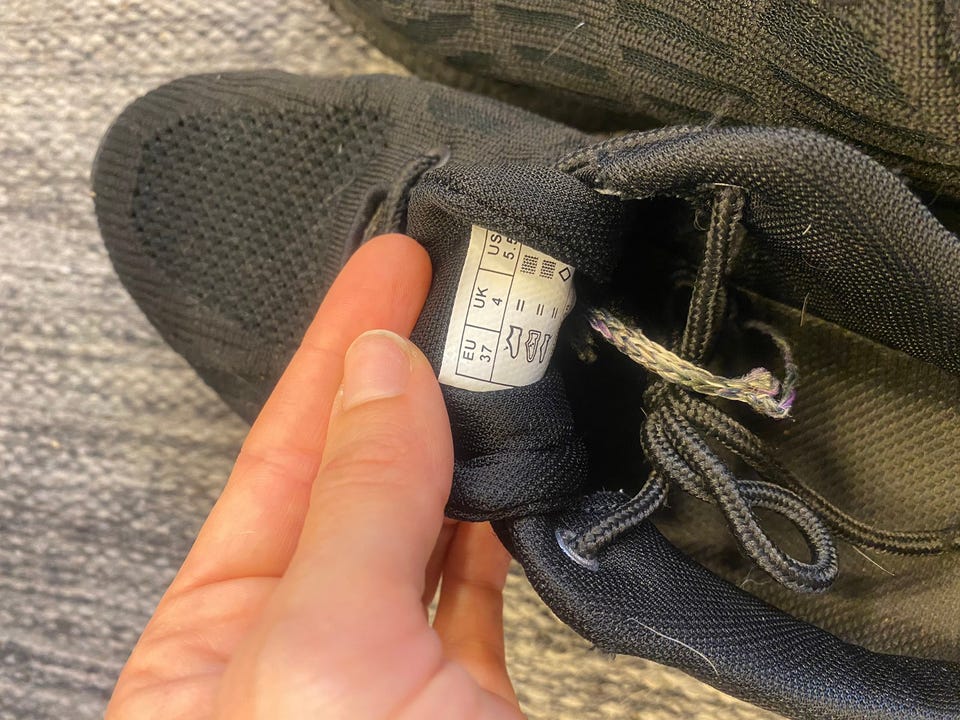 EU UK US
37 4 5.5
= = =